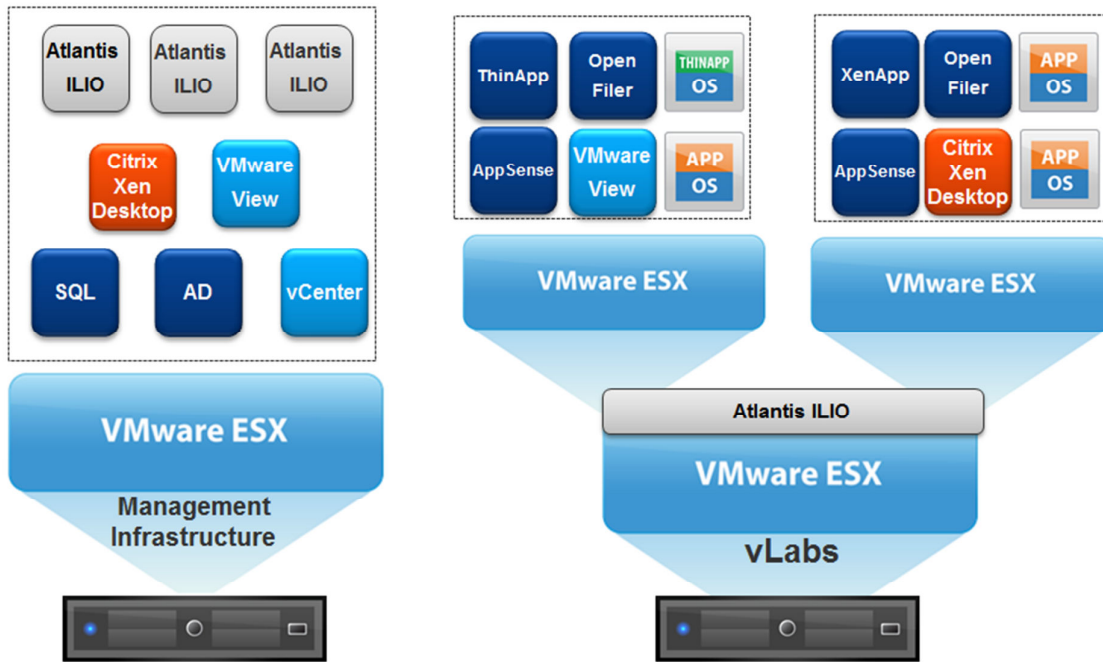 Atlantis
ILIO
Atlantis
ILIO
Atlantis
ILIO
Citrix
Xen
Desktop
VMware
View
SQL
AD
vCenter
VMware ESX
Management
Infrastructure
ThinApp
Open
Filer
THINAPP
OS
AppSense
VMware
View
APP
OS
VMware ESX
XenApp
Open
Filer
APP
OS
AppSense
Citrix
Xen
Desktop
APP
OS
VMware ESX
Atlantis ILIO
VMware ESX
vLabs